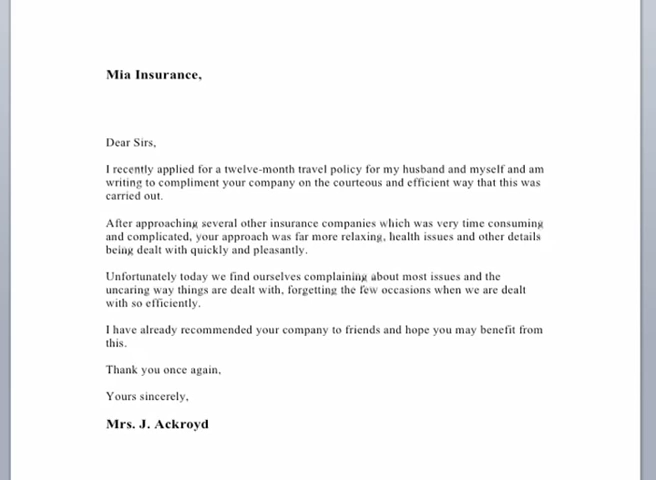 Mia Insurance,
Dear Sirs,
I recently applied for a twelve-month travel policy for my husband and myself and am
writing to compliment your company on the courteous and efficient way that this was
carried out.
After approaching several other insurance companies which was very time consuming
and complicated, your approach was far more relaxing, health issues and other details
being dealt with quickly and pleasantly.
Unfortunately today we find ourselves complaining about most issues and the
uncaring way things are dealt with, forgetting the few occasions when we are dealt
with so efficiently.
I have already recommended your company to friends and hope you may benefit from
this.
Thank you once again,
Yours sincerely,
Mrs. J. Ackroyd